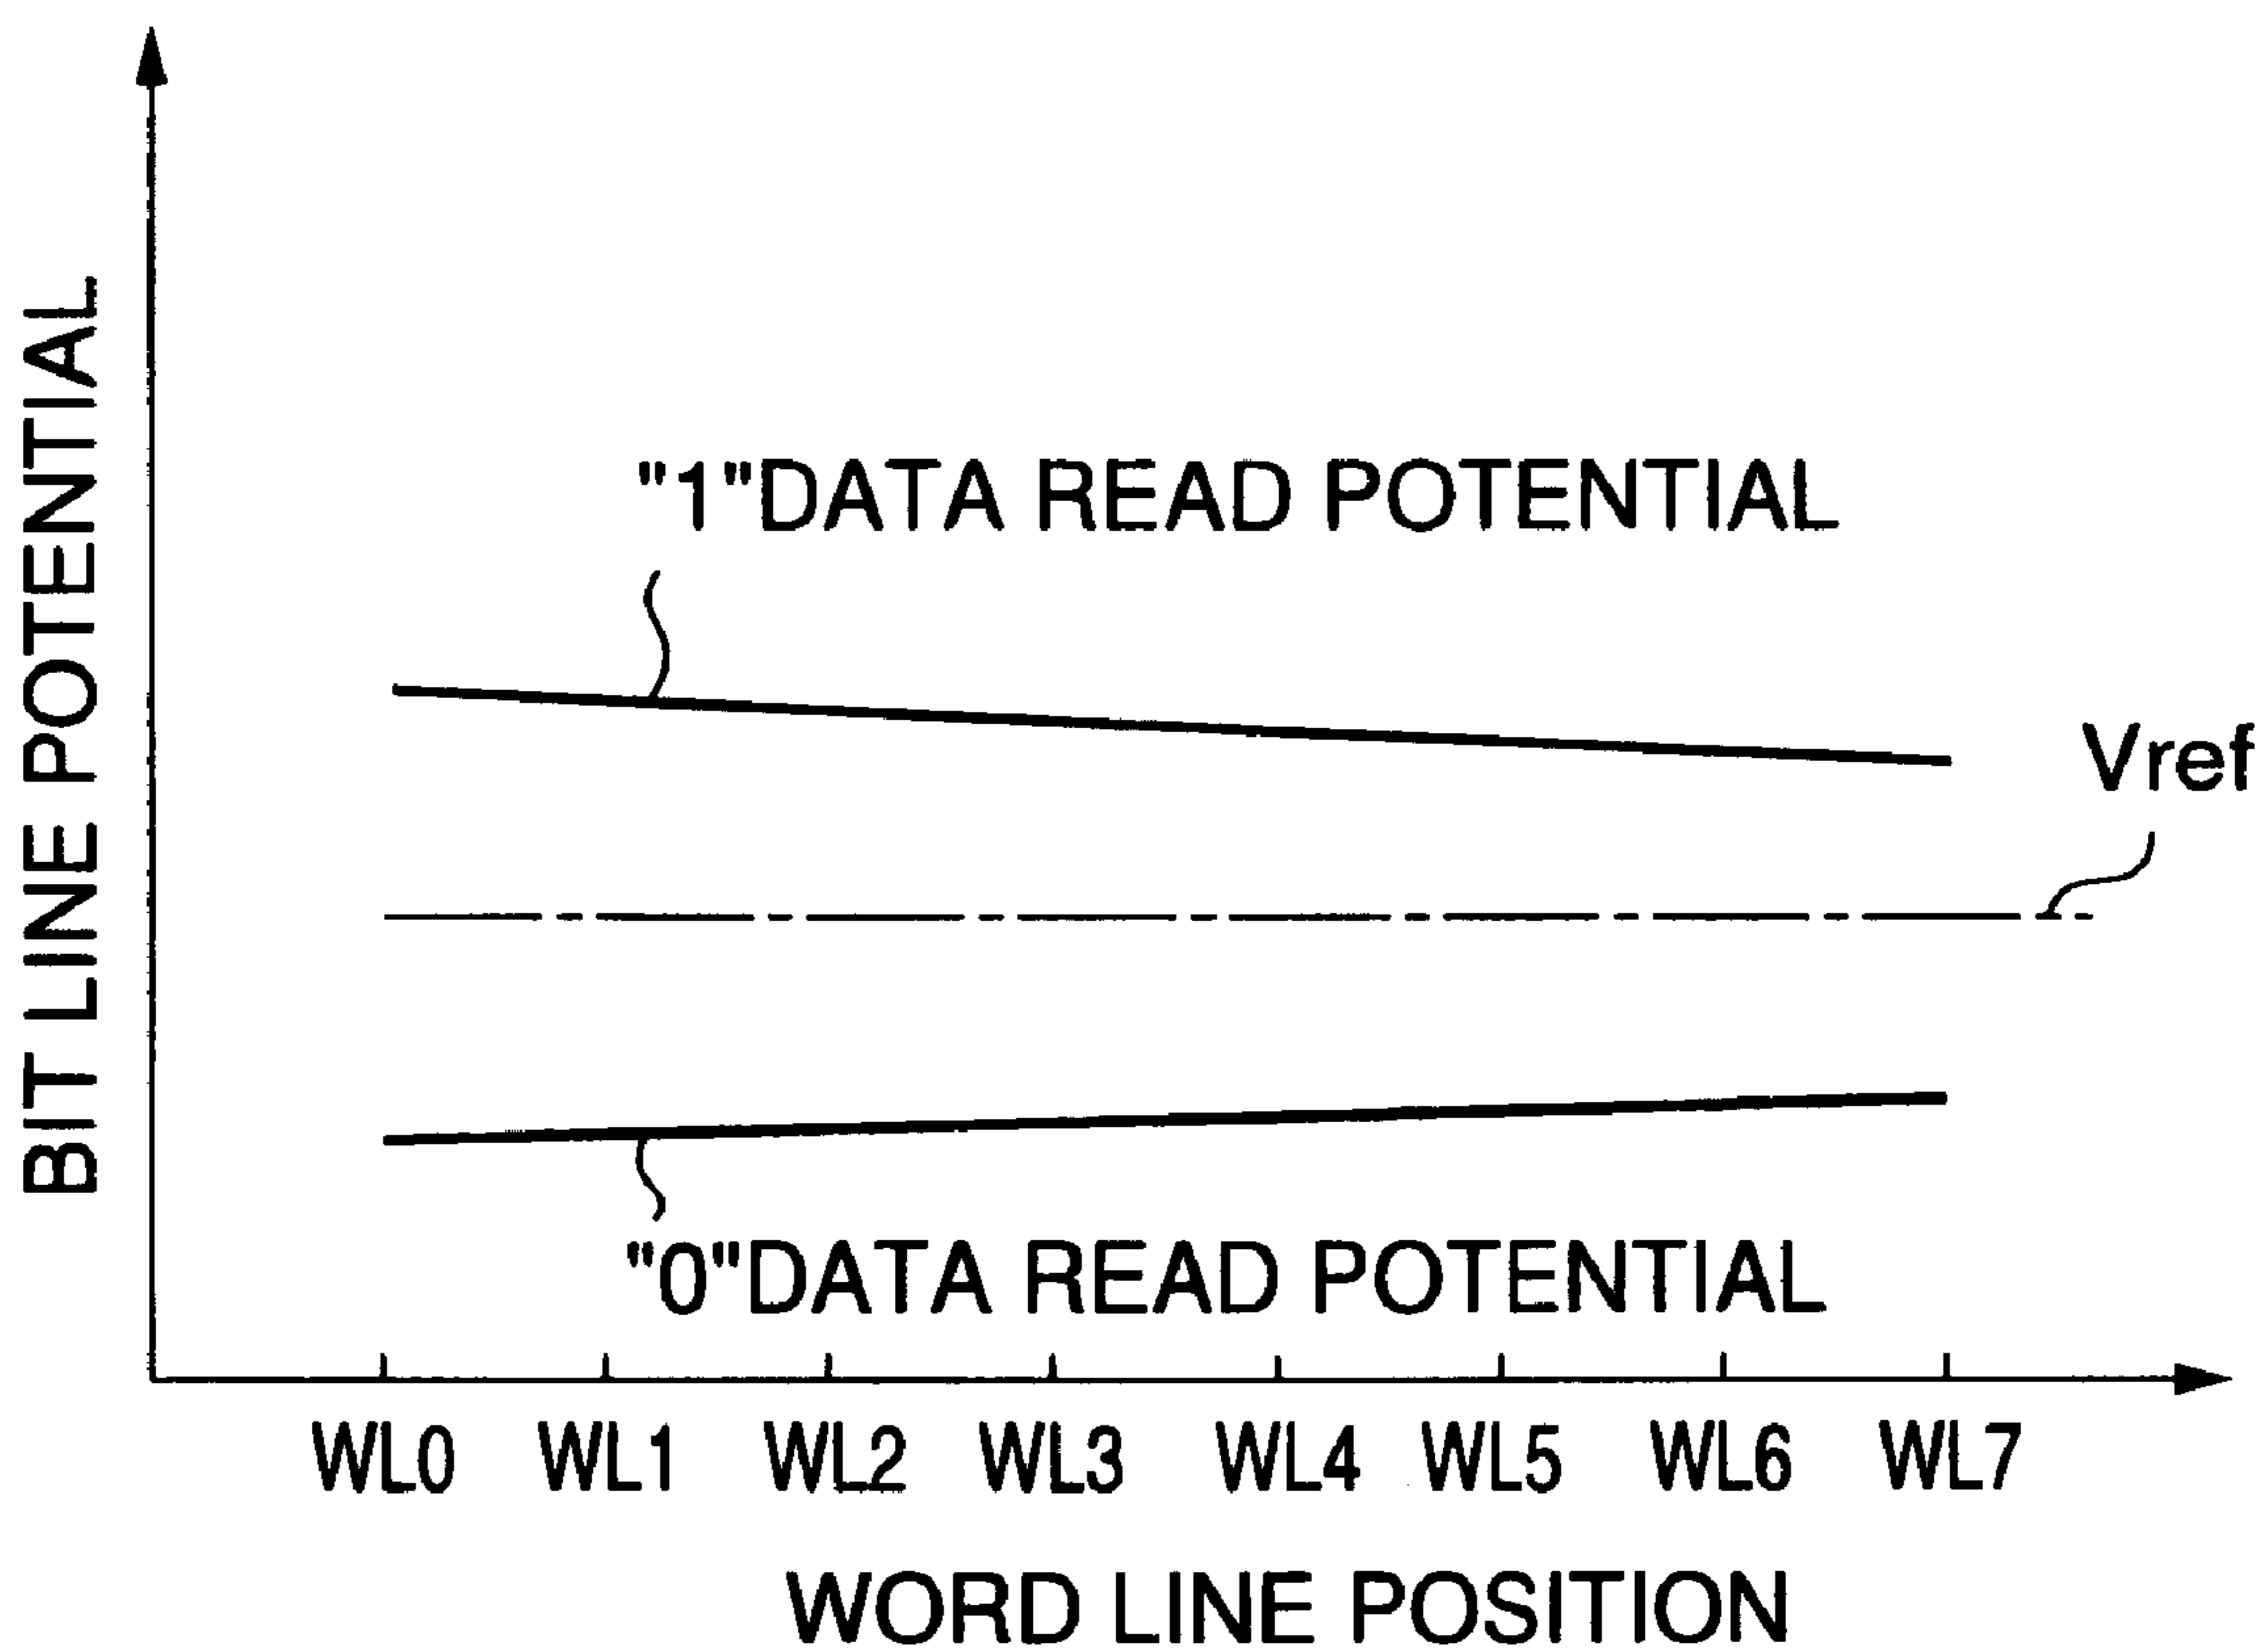 BIT LINE POTENTIAL
"1"DATA READ POTENTIAL
Vref
"0"DATA READ POTENTIAL
WL0 WL1 WL2 WL3 WL4 WL5 WL6 WL7
WORD LINE POSITION